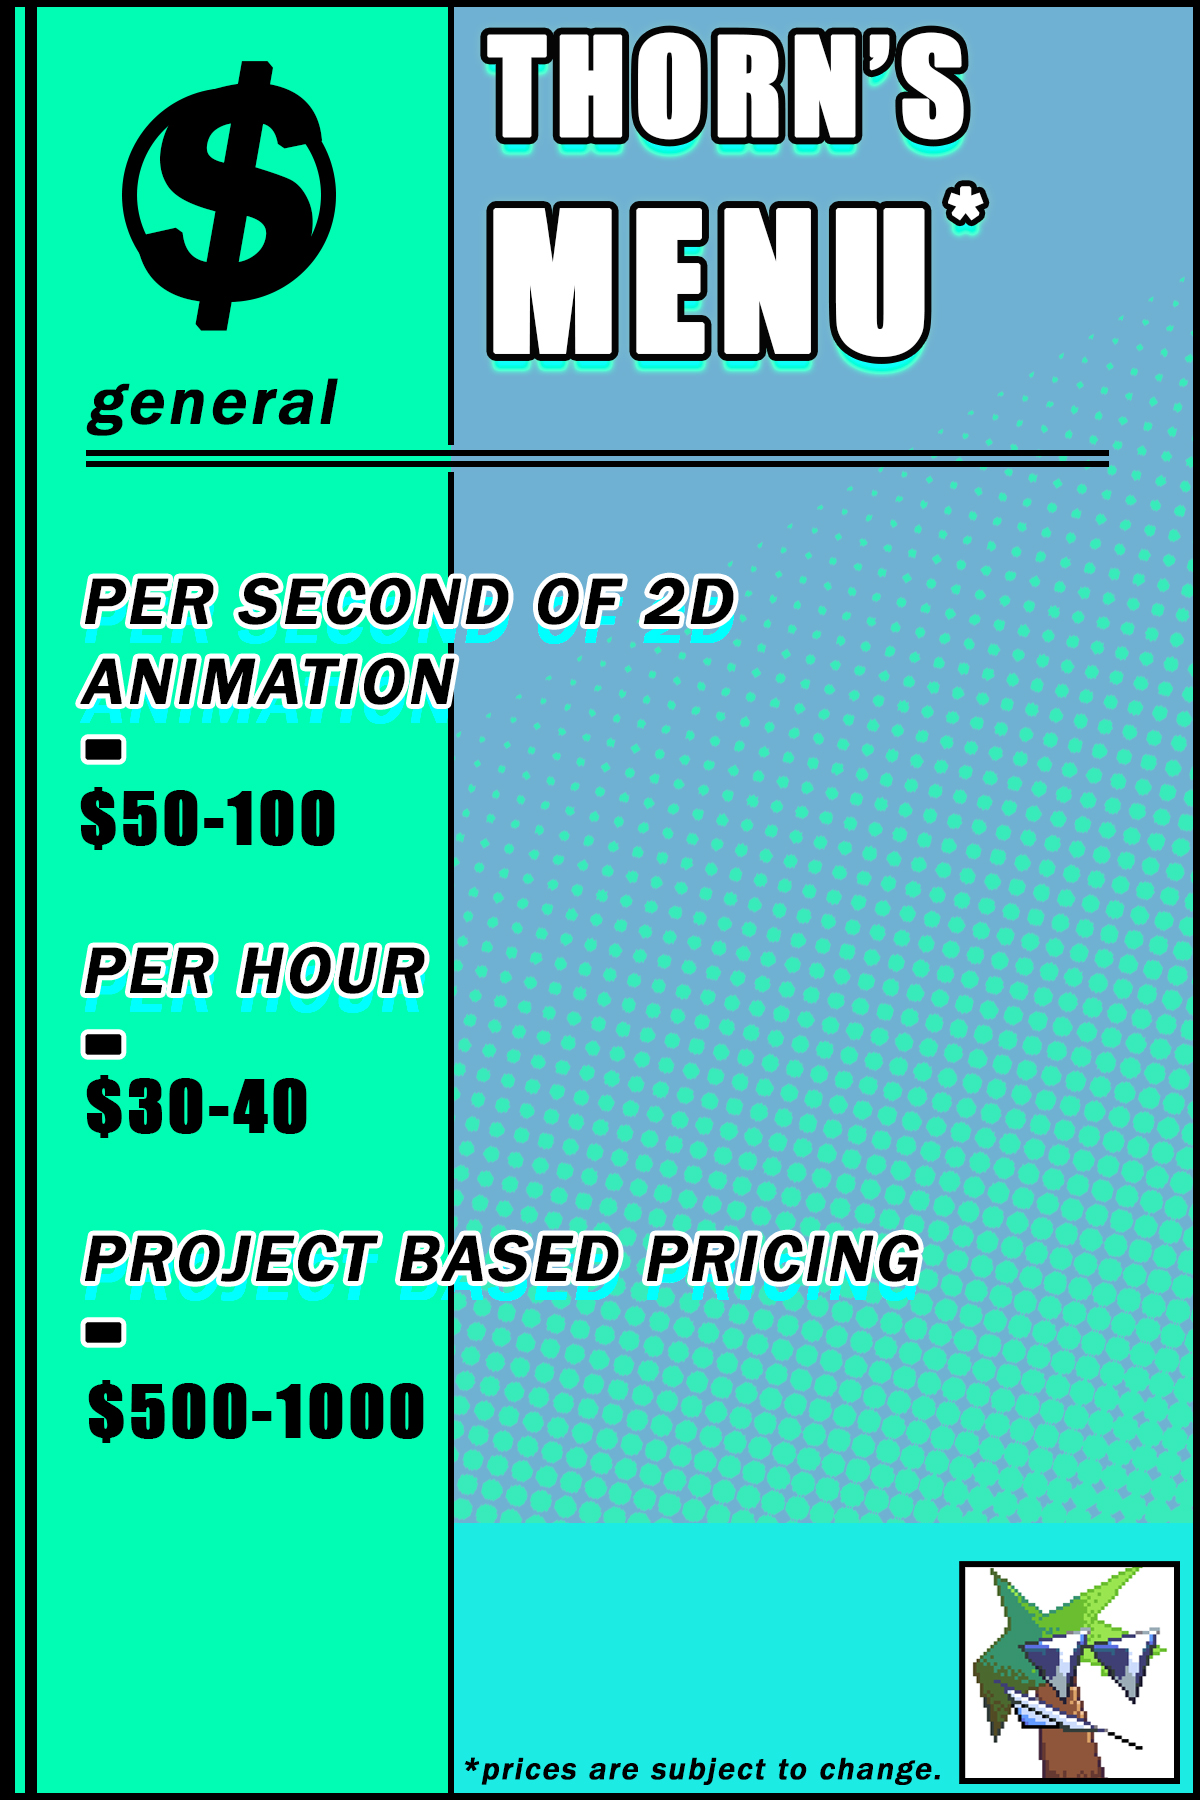 THORN'S
MENU*
$
general
PER SECOND OF 2D
ANIMATION
-
$50-100
PER HOUR
-
$30-40
PROJECT BASED PRICING
-
$500-1000
*prices are subject to change.